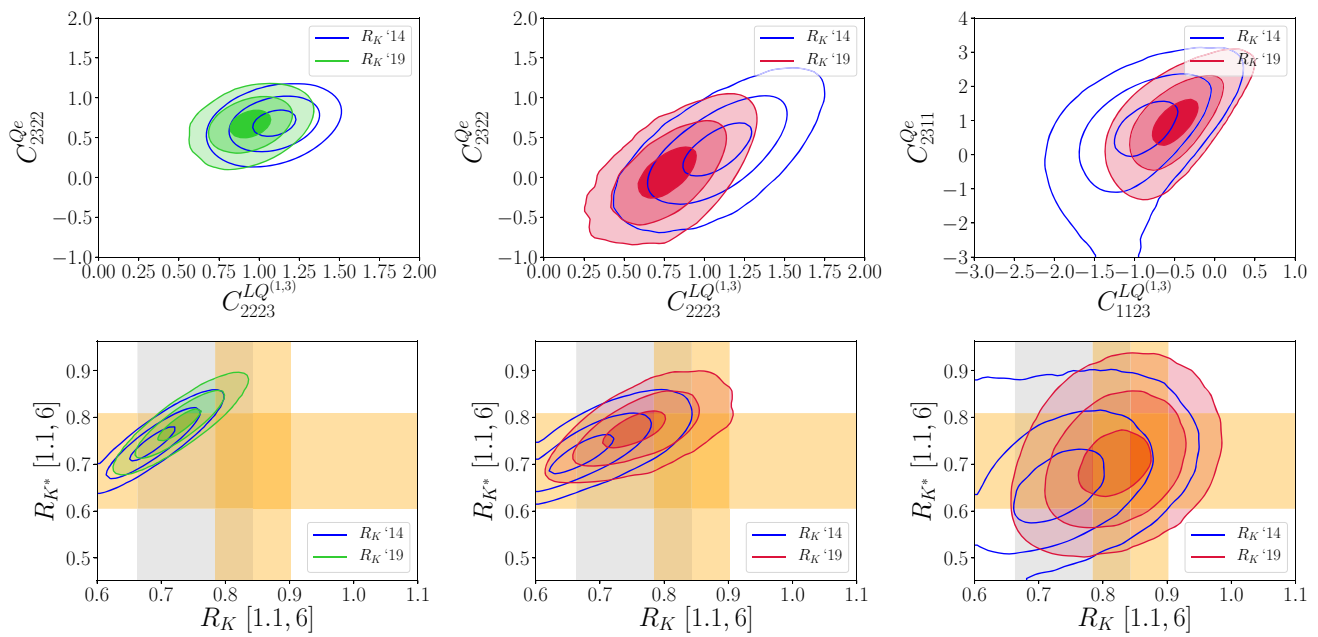 2.0
1.5
1.0
0.5
0.0
−0.5
−1.0
C^{Qe}_{2322}
0.00 0.25 0.50 0.75 1.00 1.25 1.50 1.75 2.00
C^{LQ^{(1,3)}}_{2223}
R_K ‘14
R_K ‘19
2.0
1.5
1.0
0.5
0.0
−0.5
−1.0
C^{Qe}_{2322}
0.00 0.25 0.50 0.75 1.00 1.25 1.50 1.75 2.00
C^{LQ^{(1,3)}}_{2223}
R_K ‘14
R_K ‘19
4
3
2
1
0
−1
−2
−3
C^{Qe}_{2311}
−3.0 −2.5 −2.0 −1.5 −1.0 −0.5 0.0 0.5 1.0
C^{LQ^{(1,3)}}_{1123}
R_K ‘14
R_K ‘19
0.9
0.8
0.7
0.6
0.5
R_{K^*} [1.1, 6]
0.6 0.7 0.8 0.9 1.0 1.1
R_K [1.1, 6]
R_K ‘14
R_K ‘19
0.9
0.8
0.7
0.6
0.5
R_{K^*} [1.1, 6]
0.6 0.7 0.8 0.9 1.0 1.1
R_K [1.1, 6]
R_K ‘14
R_K ‘19
0.9
0.8
0.7
0.6
0.5
R_{K^*} [1.1, 6]
0.6 0.7 0.8 0.9 1.0 1.1
R_K [1.1, 6]
R_K ‘14
R_K ‘19